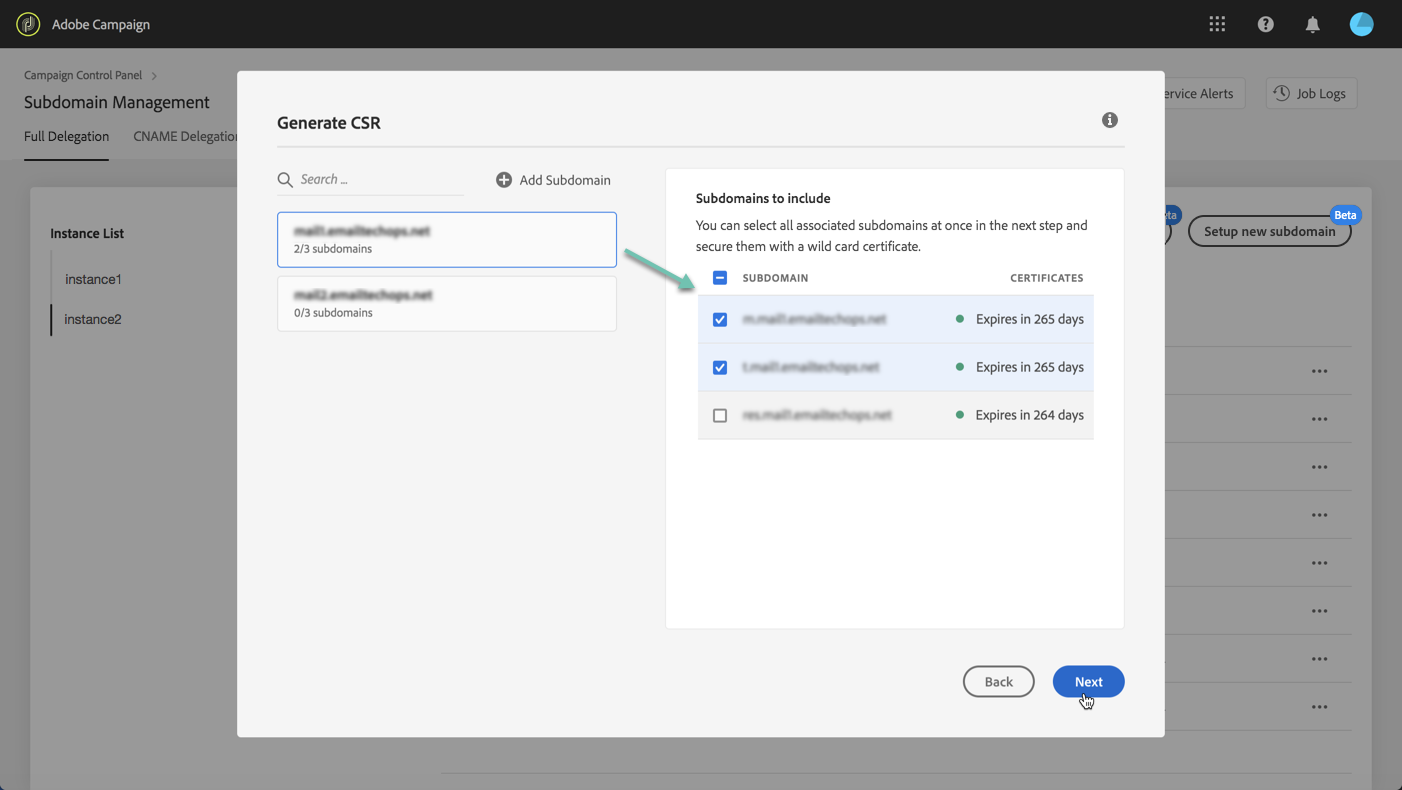 Adobe Campaign
Campaign Control Panel
Subdomain Management
Full Delegation
CNAME Delegation
ervice Alerts
Job Logs
Instance List
instance1
instance2
Beta
Setup new subdomain
Generate CSR
Search ...
Add Subdomain
mail1.emailtechops.net
2/3 subdomains
mail2.emailtechops.net
0/3 subdomains
Subdomains to include
You can select all associated subdomains at once in the next step and
secure them with a wild card certificate.
SUBDOMAIN CERTIFICATES
m.mail1.emailtechops.net Expires in 265 days
t.mail1.emailtechops.net Expires in 265 days
res.mail1.emailtechops.net Expires in 264 days
Back
Next